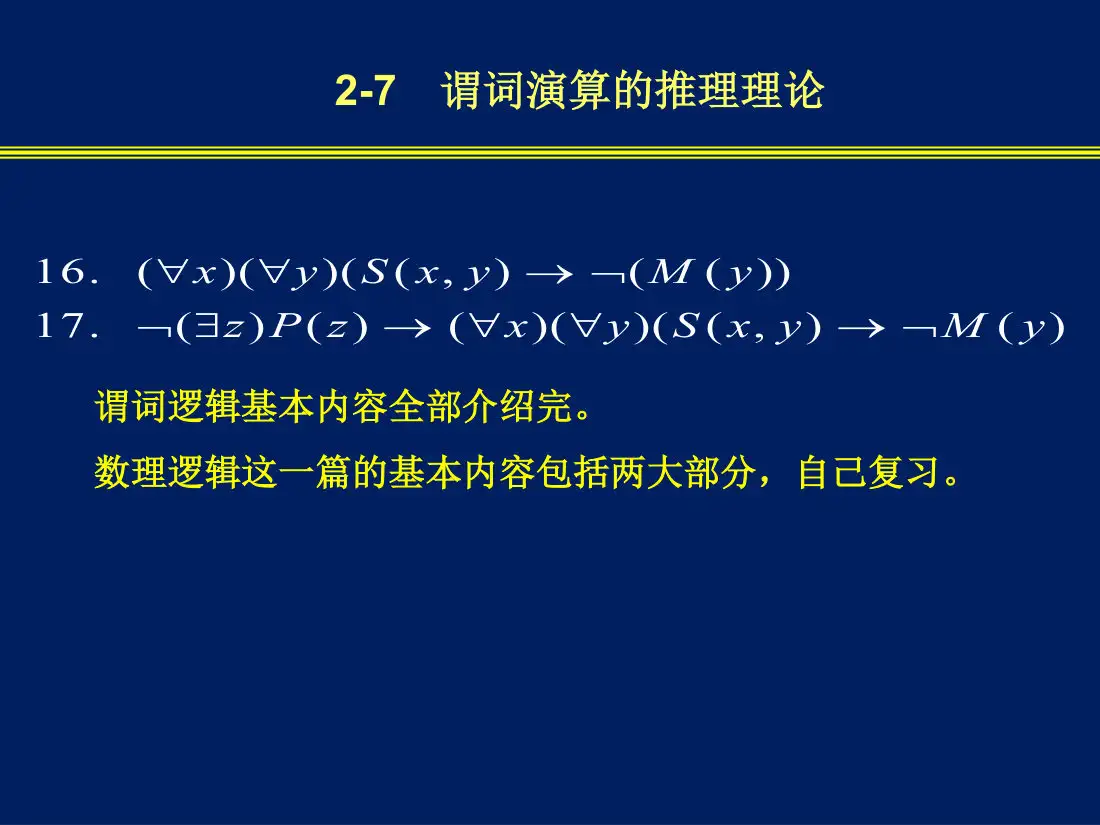 2-7 谓词演算的推理理论
16. (∀x)(∀y)(S(x,y)→¬(M(y))
17. ¬(∃z)P(z)→(∀x)(∀y)(S(x,y)→¬M(y)
谓词逻辑基本内容全部介绍完。
数理逻辑这一篇的基本内容包括两大部分，自己复习。